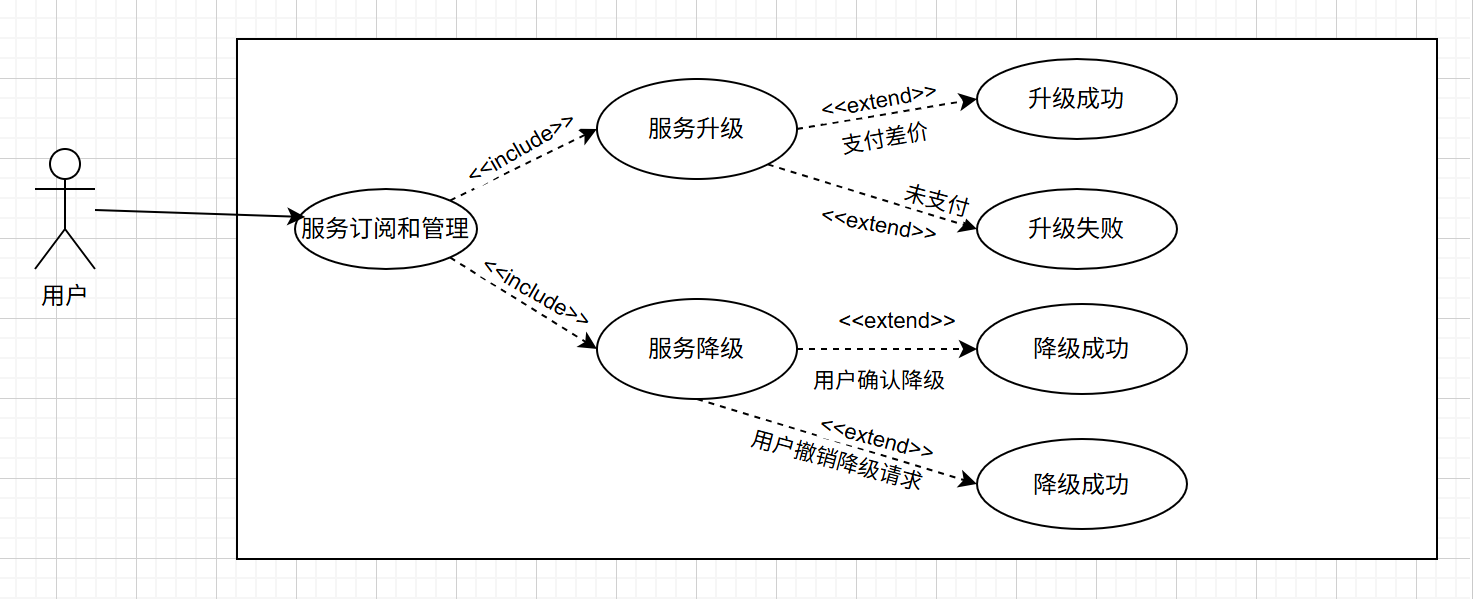 用户
服务订阅和管理
<<include>>
服务升级
<<extend>>
支付差价
升级成功
未支付
<<extend>>
升级失败
<<include>>
服务降级
<<extend>>
用户确认降级
降级成功
<<extend>>
用户撤销降级请求
降级成功